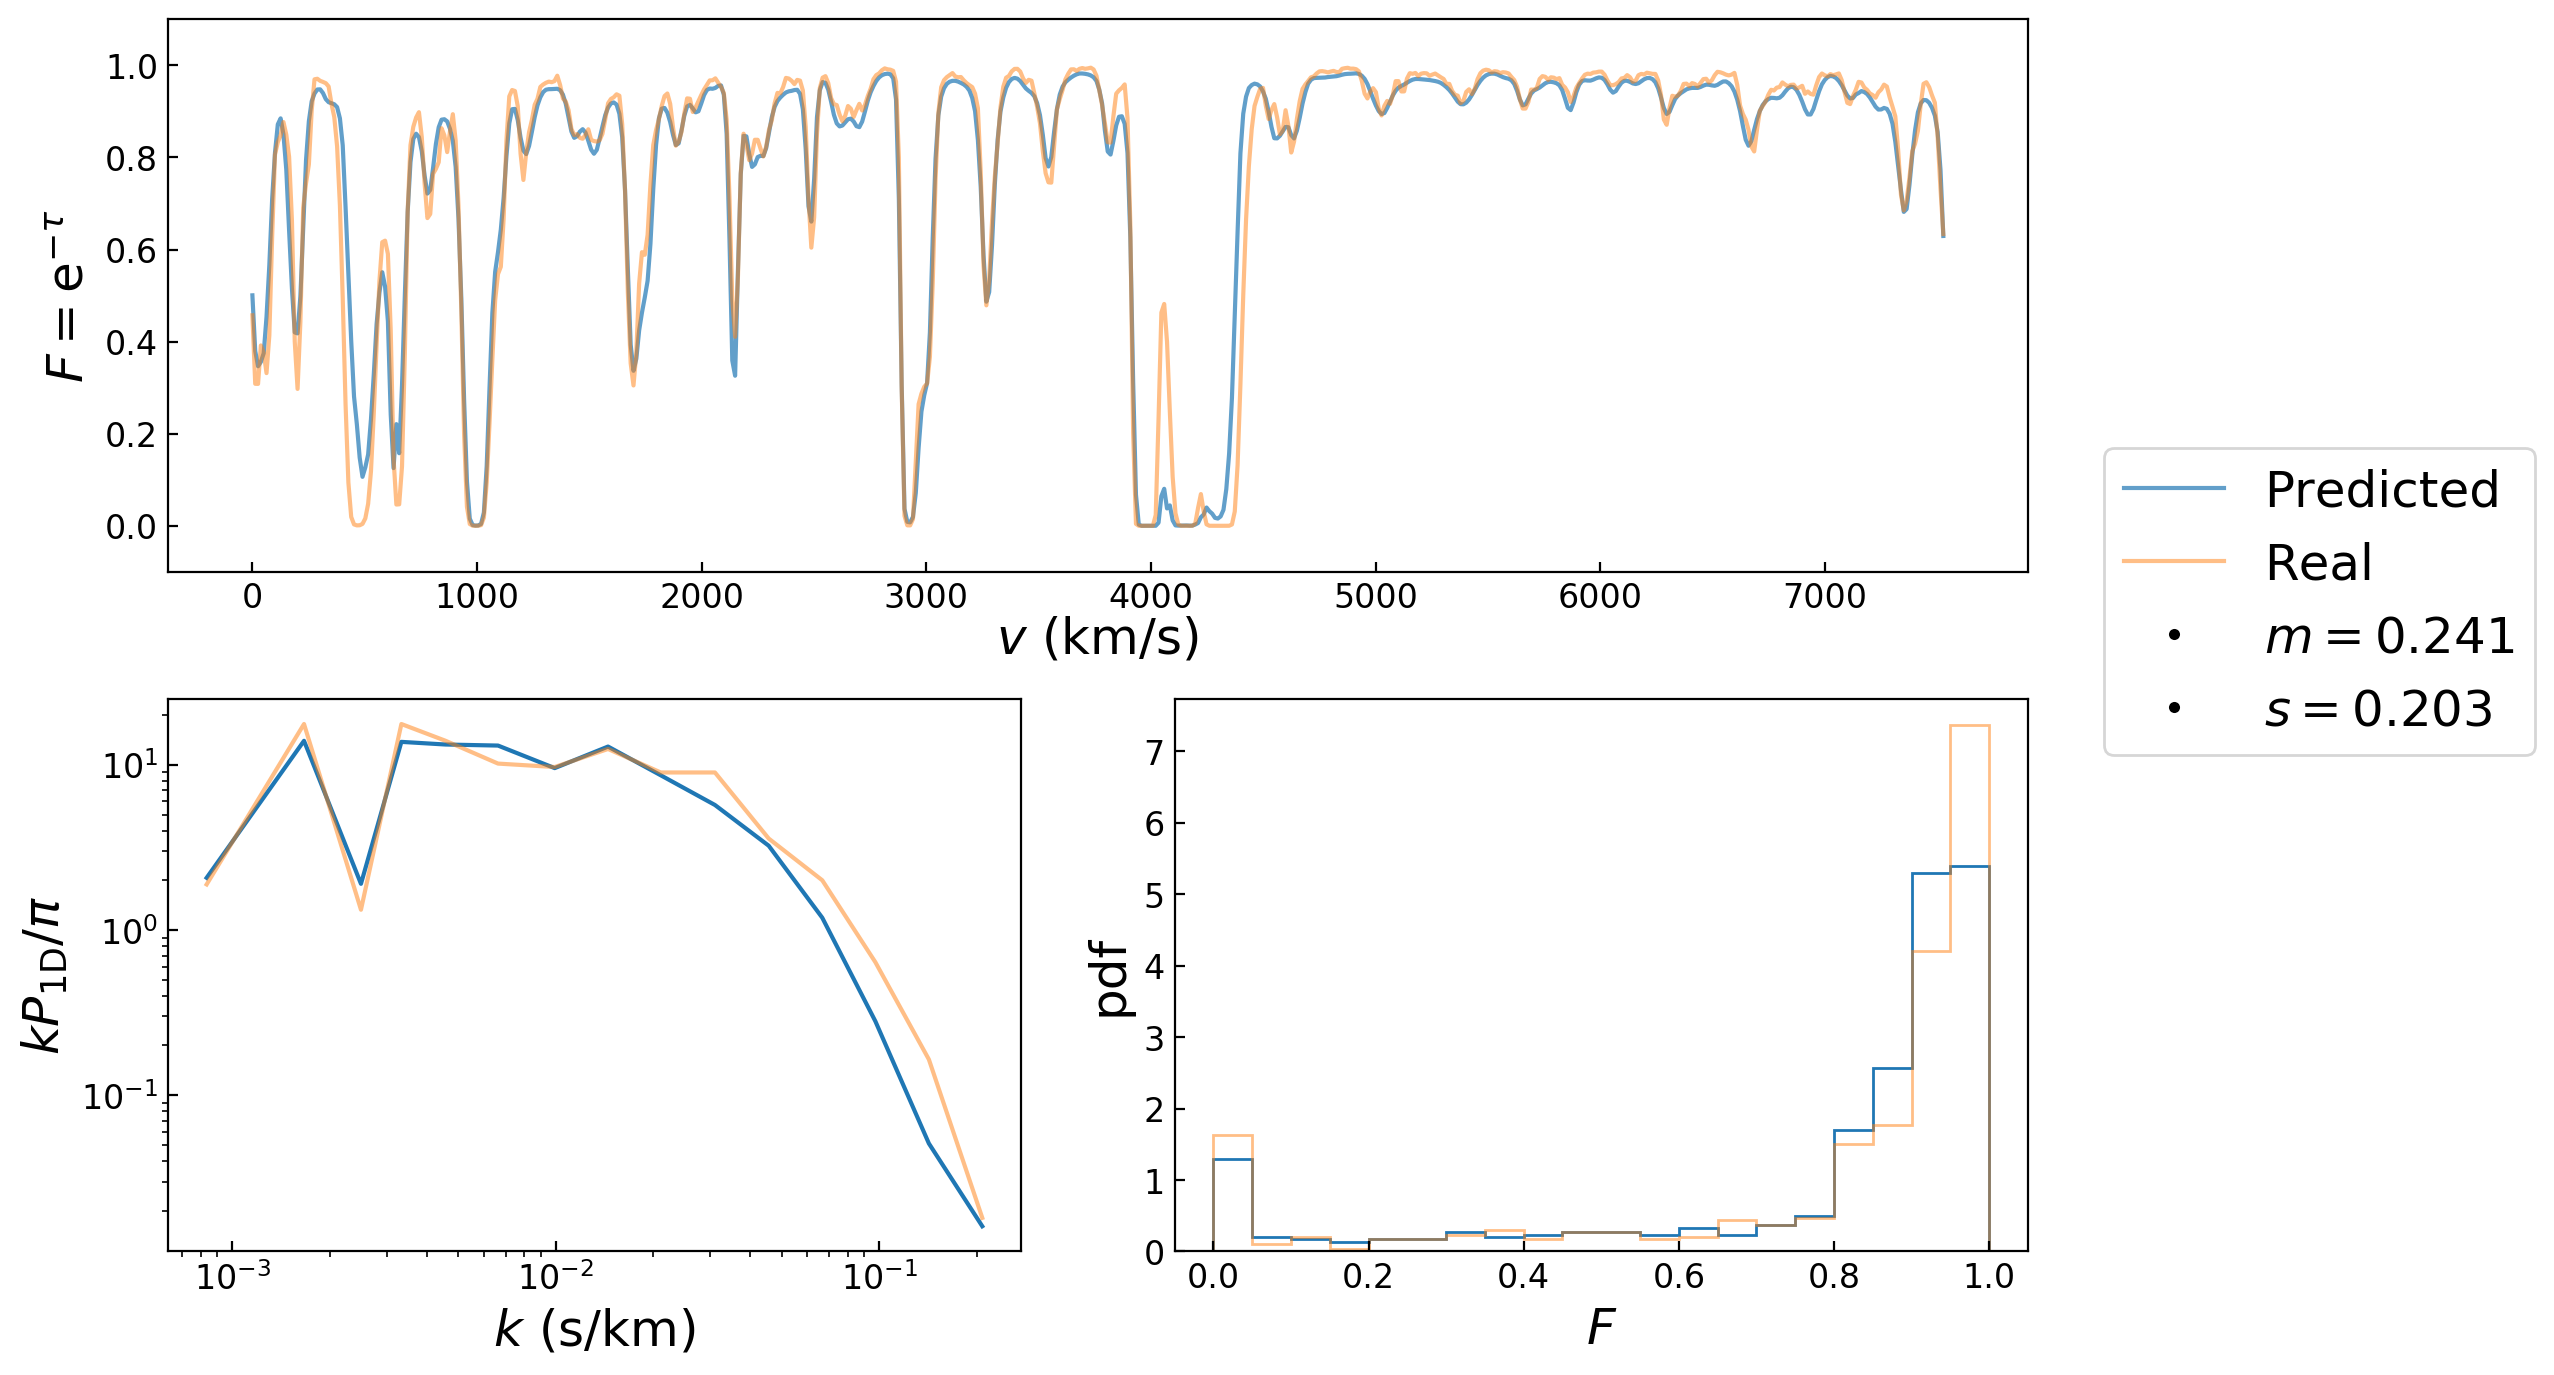 F = e^{-τ}
1.0
0.8
0.6
0.4
0.2
0.0
0 1000 2000 3000 4000 5000 6000 7000
v (km/s)
Predicted
Real
m = 0.241
s = 0.203
kP_{1D}/π
10^1
10^0
10^{-1}
10^{-3} 10^{-2} 10^{-1}
k (s/km)
pdf
7
6
5
4
3
2
1
0
0.0 0.2 0.4 0.6 0.8 1.0
F